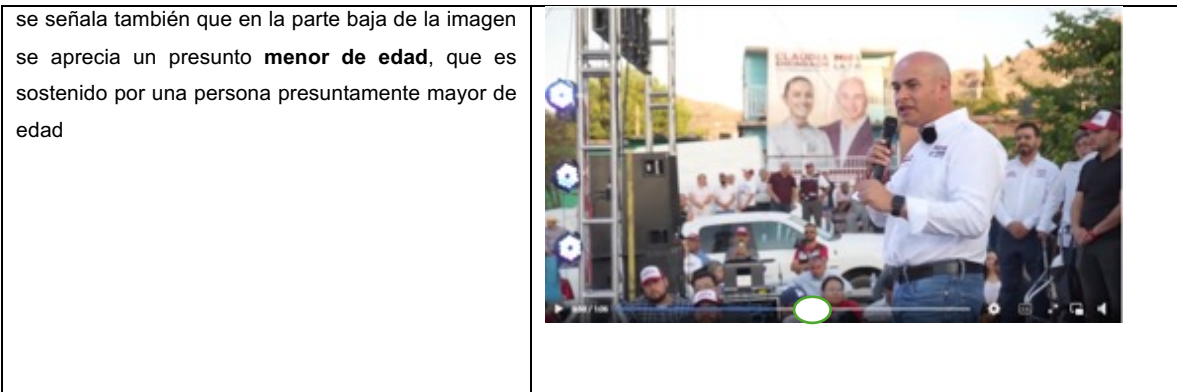 se señala también que en la parte baja de la imagen
se aprecia un presunto menor de edad, que es
sostenido por una persona presuntamente mayor de
edad
CLAUDIA